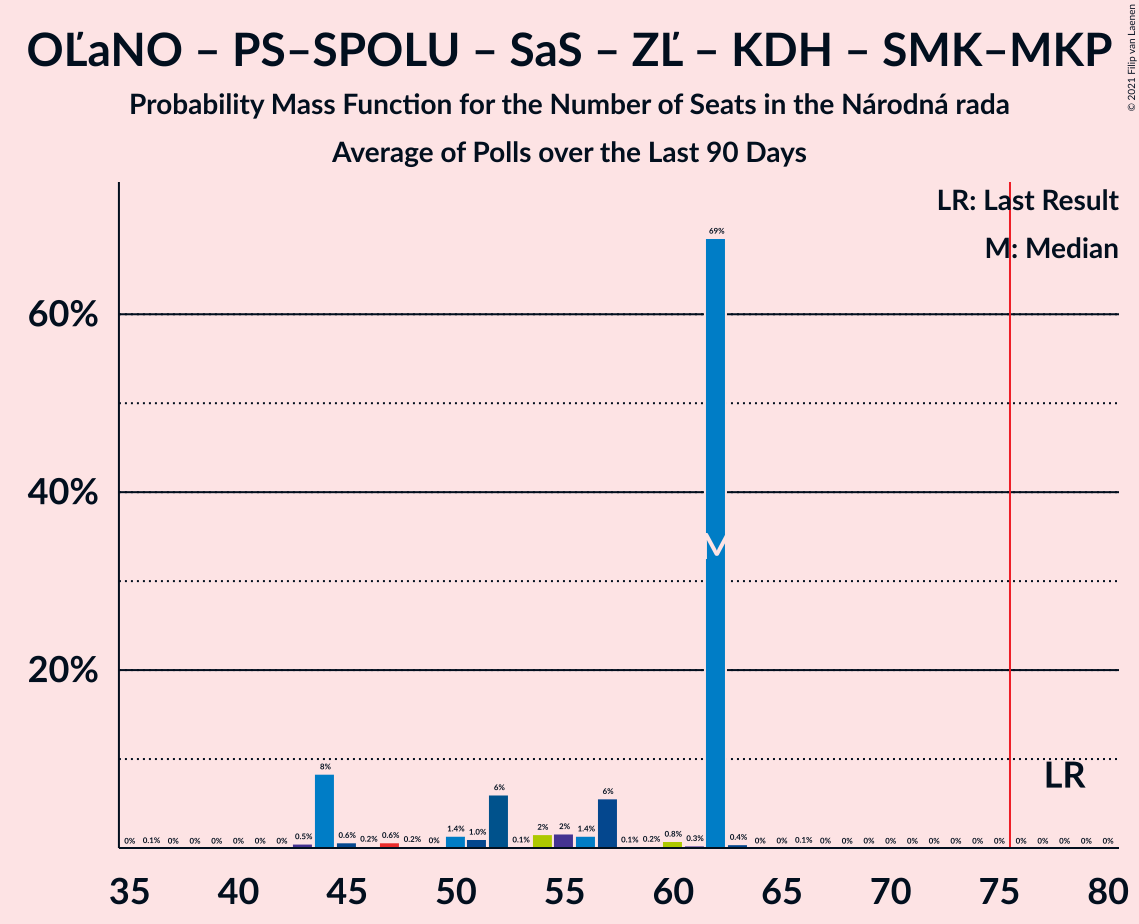 OĽaNO – PS–SPOLU – SaS – ZĽ – KDH – SMK–MKP
Probability Mass Function for the Number of Seats in the Národná rada
Average of Polls over the Last 90 Days
© 2021 Filip van Laenen
LR: Last Result
M: Median
69%
60%
40%
M
20%
LR
0% 0.1% 0% 0% 0% 0% 0% 0% 0.5% 8% 0.6% 0.2% 0.6% 0.2% 0% 1.4% 1.0% 6% 0.1% 2% 2% 1.4% 6% 0.1% 0.2% 0.8% 0.3% 0.4% 0% 0% 0.1% 0% 0% 0% 0% 0% 0% 0% 0% 0% 0% 0% 0% 0% 0%
35 40 45 50 55 60 65 70 75 80